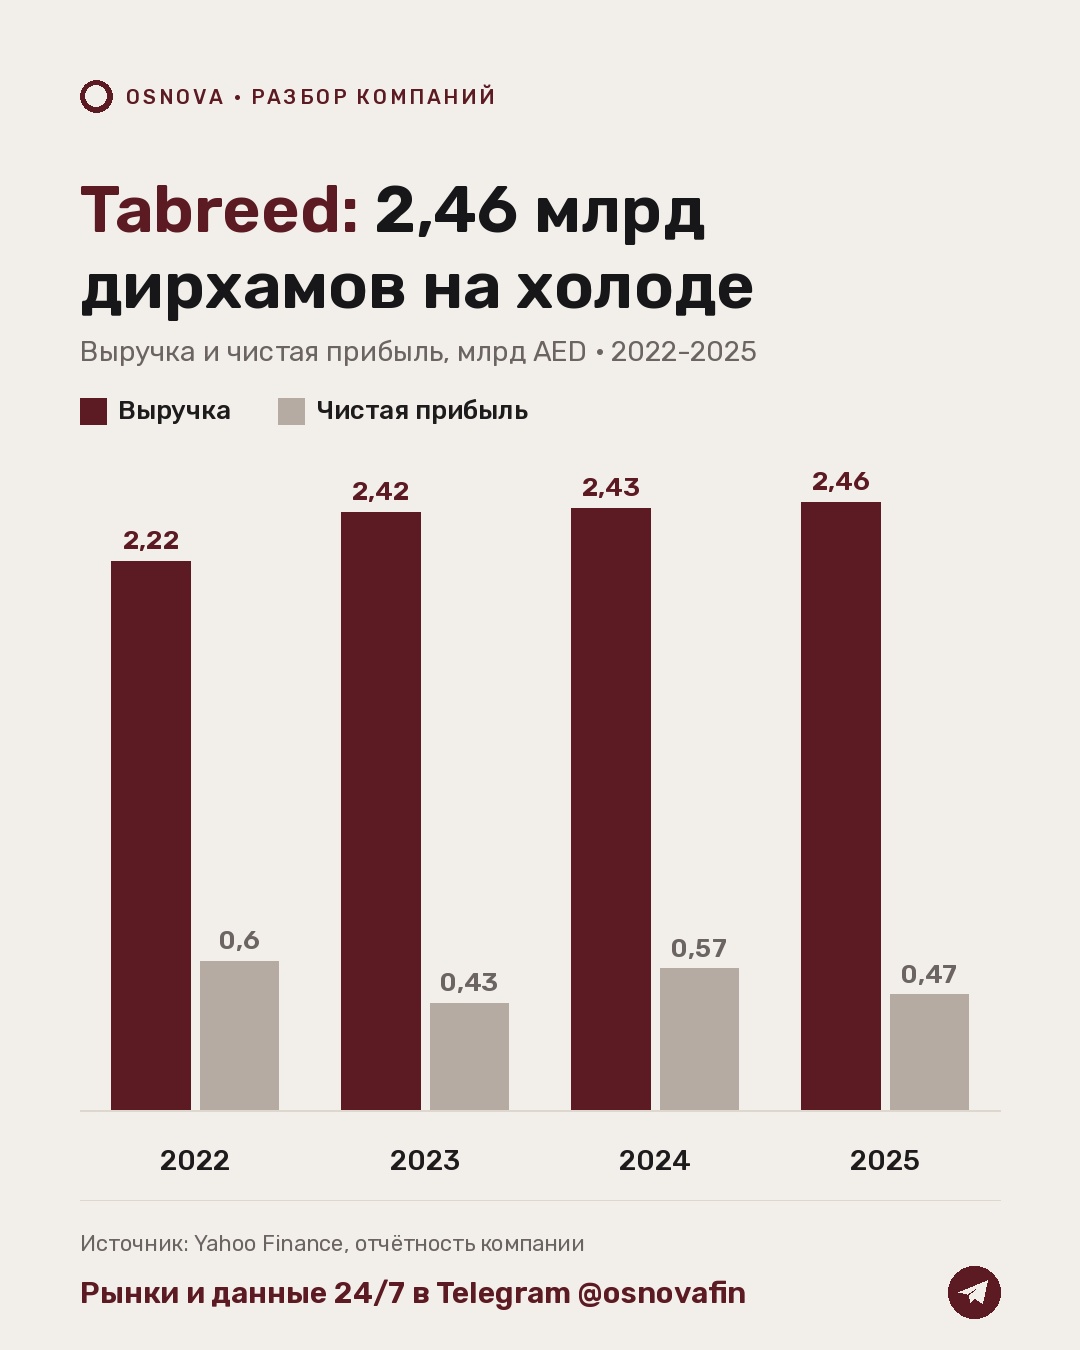 OSNOVA • РАЗБОР КОМПАНИЙ
Tabreed: 2,46 млрд
дирхамов на холоде
Выручка и чистая прибыль, млрд AED • 2022-2025
Выручка Чистая прибыль
2,22 2,42 2,43 2,46
0,6 0,43 0,57 0,47
2022 2023 2024 2025
Источник: Yahoo Finance, отчётность компании
Рынки и данные 24/7 в Telegram @osnovafin